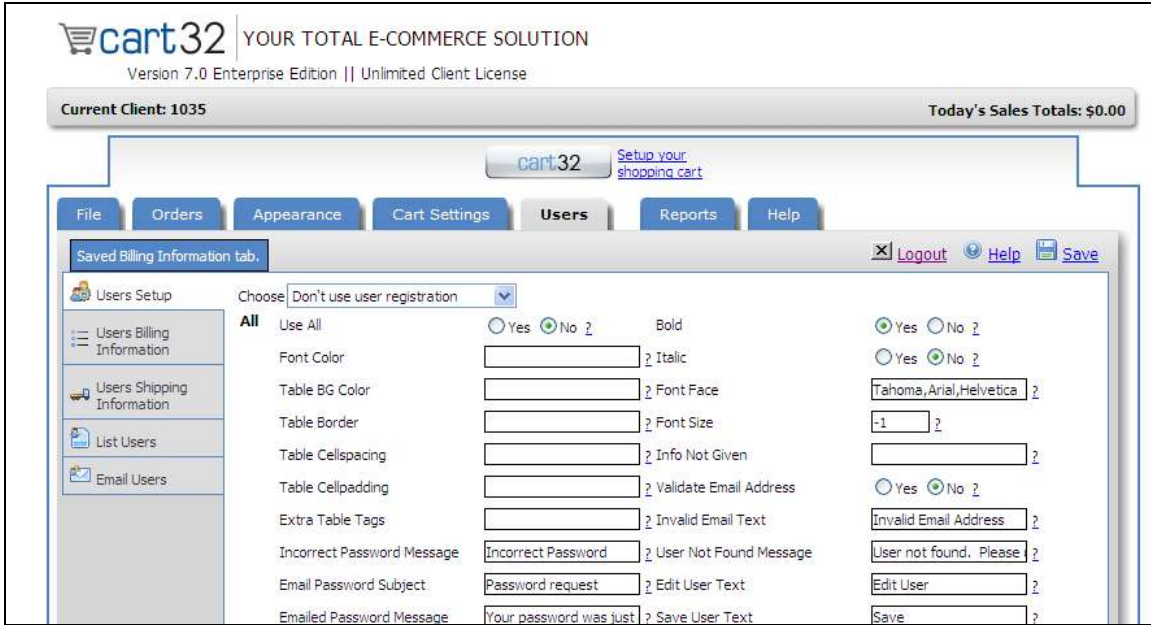 cart32 YOUR TOTAL E-COMMERCE SOLUTION
Version 7.0 Enterprise Edition || Unlimited Client License
Current Client: 1035 Today's Sales Totals: $0.00
cart32 Setup your
shopping cart
File Orders Appearance Cart Settings Users Reports Help
Saved Billing Information tab. Logout Help Save
Users Setup
Users Billing
Information
Users Shipping
Information
List Users
Email Users
Choose Don't use user registration
All Use All Yes No ? Bold Yes No ?
Font Color ? Italic Yes No ?
Table BG Color ? Font Face Tahoma,Arial,Helvetica ?
Table Border ? Font Size -1 ?
Table Cellspacing ? Info Not Given ?
Table Cellpadding ? Validate Email Address Yes No ?
Extra Table Tags ? Invalid Email Text Invalid Email Address ?
Incorrect Password Message Incorrect Password ? User Not Found Message User not found. Please ?
Email Password Subject Password request ? Edit User Text Edit User ?
Emailed Password Message Your password was just ? Save User Text Save ?